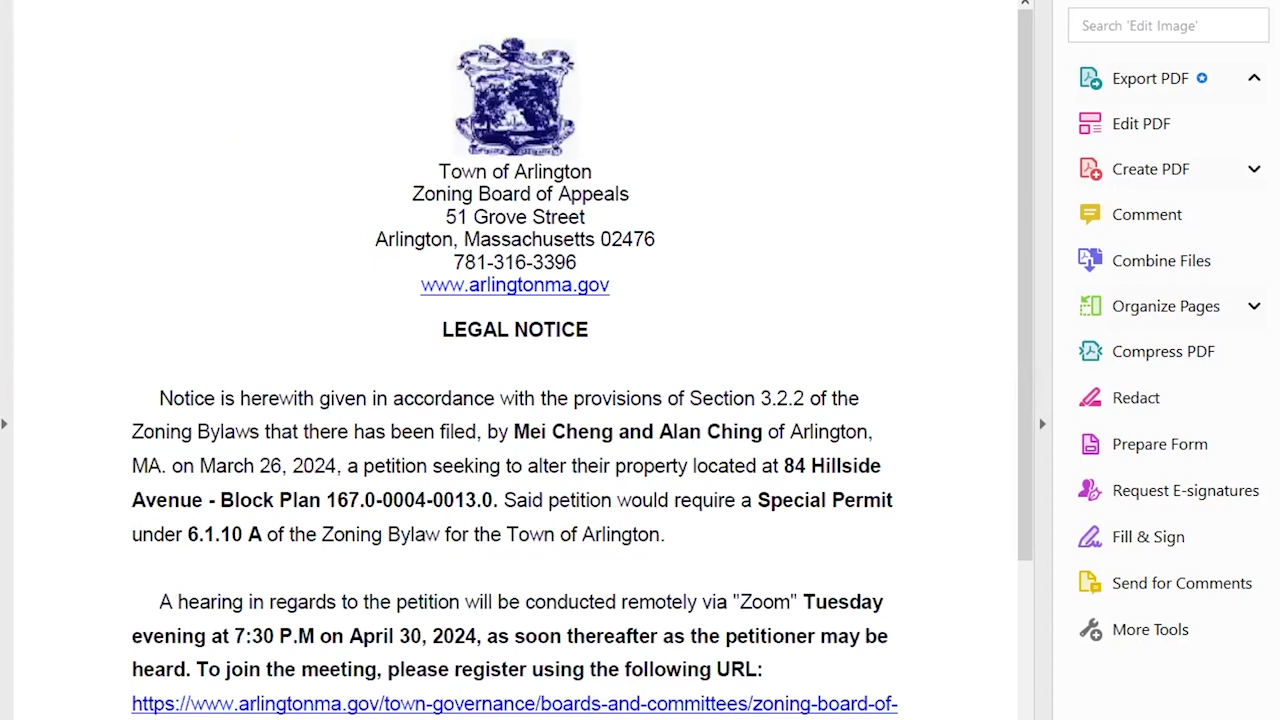 Town of Arlington
Zoning Board of Appeals
51 Grove Street
Arlington, Massachusetts 02476
781-316-3396
www.arlingtonma.gov
LEGAL NOTICE
Notice is herewith given in accordance with the provisions of Section 3.2.2 of the
Zoning Bylaws that there has been filed, by Mei Cheng and Alan Ching of Arlington,
MA. on March 26, 2024, a petition seeking to alter their property located at 84 Hillside
Avenue - Block Plan 167.0-0004-0013.0. Said petition would require a Special Permit
under 6.1.10 A of the Zoning Bylaw for the Town of Arlington.
A hearing in regards to the petition will be conducted remotely via "Zoom" Tuesday
evening at 7:30 P.M on April 30, 2024, as soon thereafter as the petitioner may be
heard. To join the meeting, please register using the following URL:
https://www.arlingtonma.gov/town-governance/boards-and-committees/zoning-board-of-
Search 'Edit Image'
Export PDF
Edit PDF
Create PDF
Comment
Combine Files
Organize Pages
Compress PDF
Redact
Prepare Form
Request E-signatures
Fill & Sign
Send for Comments
More Tools